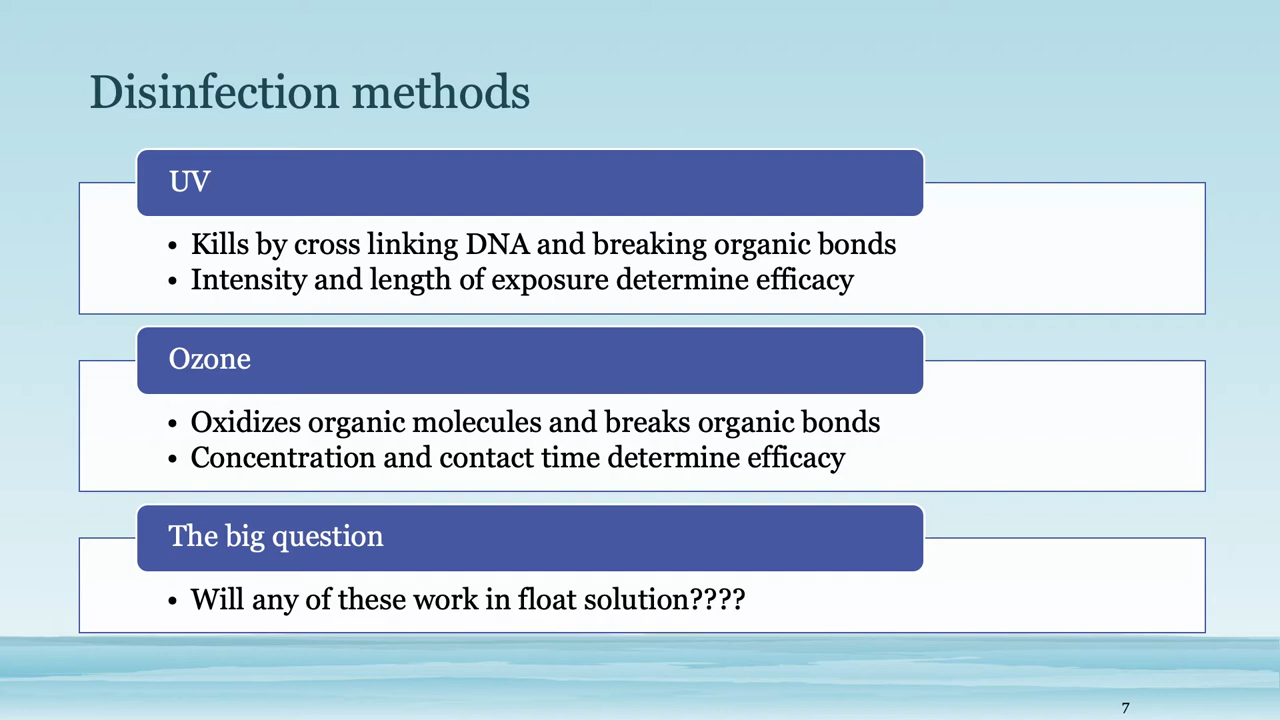 Disinfection methods
UV
• Kills by cross linking DNA and breaking organic bonds
• Intensity and length of exposure determine efficacy
Ozone
• Oxidizes organic molecules and breaks organic bonds
• Concentration and contact time determine efficacy
The big question
• Will any of these work in float solution????
7